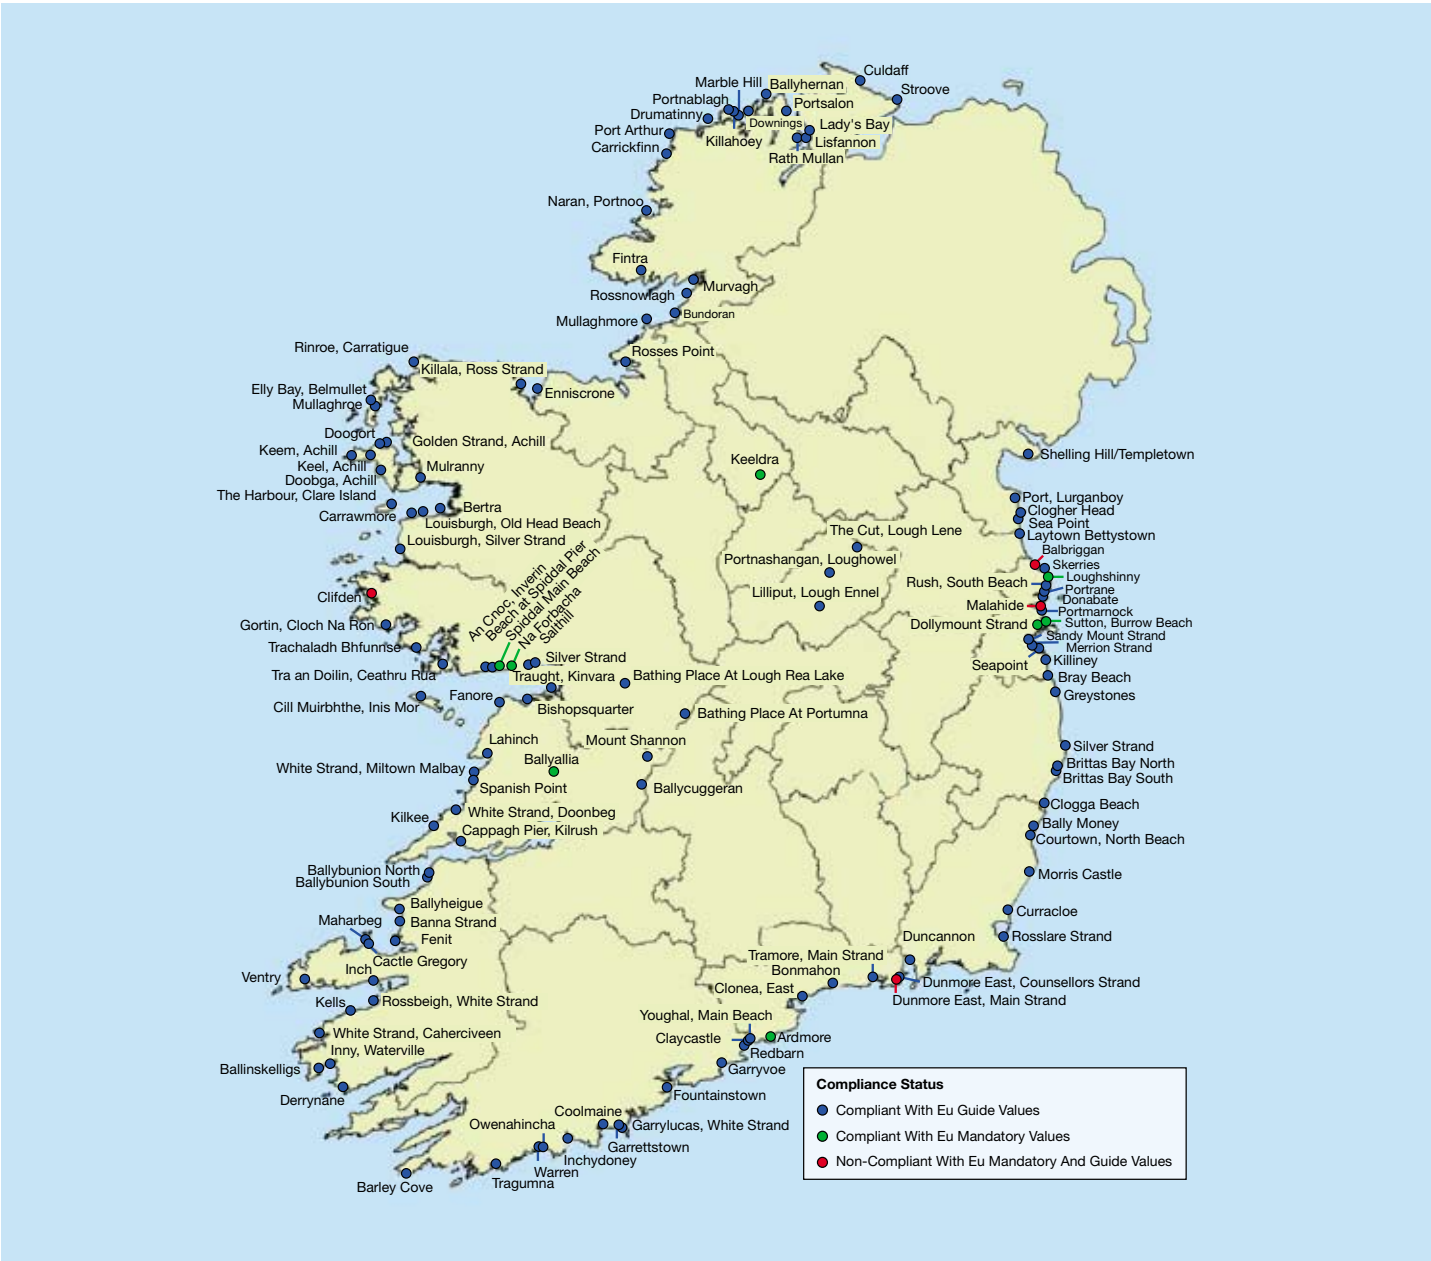 Culdaff
Marble Hill
Ballyhernan
Stroove
Portnablagh
Portsalon
Drumatinny
Downings
Lady's Bay
Port Arthur
Killahoey
Lisfannon
Carrickfinn
Rath Mullan
Naran, Portnoo
Fintra
Murvagh
Rossnowlagh
Bundoran
Mullaghmore
Rinroe, Carratigue
Rosses Point
Killala, Ross Strand
Elly Bay, Belmullet
Enniscrone
Mullaghroe
Doogort
Golden Strand, Achill
Keem, Achill
Keeldra
Shelling Hill/Templetown
Keel, Achill
Mulranny
Doobga, Achill
The Harbour, Clare Island
Port, Lurganboy
Bertra
Clogher Head
Carrawmore
Louisburgh, Old Head Beach
Sea Point
The Cut, Lough Lene
Laytown Bettystown
Louisburgh, Silver Strand
Balbriggan
Portnashangan, Loughowel
Skerries
Loughshinny
Rush, South Beach
Portrane
Lilliput, Lough Ennel
Donabate
Clifden
Malahide
Portmarnock
An Cnoc, Inverin
Beach at Spiddal Pier
Spiddal Main Beach
Na Forbacha
Salthill
Gortin, Cloch Na Ron
Dollymount Strand
Sutton, Burrow Beach
Sandy Mount Strand
Trachaladh Bhfunnse
Merrion Strand
Silver Strand
Killiney
Seapoint
Tra an Doilin, Ceathru Rua
Traught, Kinvara
Bathing Place At Lough Rea Lake
Bray Beach
Fanore
Greystones
Cill Muirbhthe, Inis Mor
Bishopsquarter
Bathing Place At Portumna
Lahinch
Mount Shannon
Silver Strand
Ballyallia
Brittas Bay North
White Strand, Miltown Malbay
Brittas Bay South
Spanish Point
Ballycuggeran
Clogga Beach
White Strand, Doonbeg
Kilkee
Bally Money
Cappagh Pier, Kilrush
Courtown, North Beach
Ballybunion North
Morris Castle
Ballybunion South
Ballyheigue
Curracloe
Maharbeg
Banna Strand
Fenit
Duncannon
Rosslare Strand
Tramore, Main Strand
Cactle Gregory
Inch
Bonmahon
Ventry
Dunmore East, Counsellors Strand
Clonea, East
Kells
Rossbeigh, White Strand
Dunmore East, Main Strand
Youghal, Main Beach
White Strand, Caherciveen
Claycastle
Ardmore
Inny, Waterville
Redbarn
Ballinskelligs
Garryvoe
Derrynane
Fountainstown
Coolmaine
Owenahincha
Garrylucas, White Strand
Garrettstown
Inchydoney
Warren
Tragumna
Barley Cove
Compliance Status
Compliant With Eu Guide Values
Compliant With Eu Mandatory Values
Non-Compliant With Eu Mandatory And Guide Values